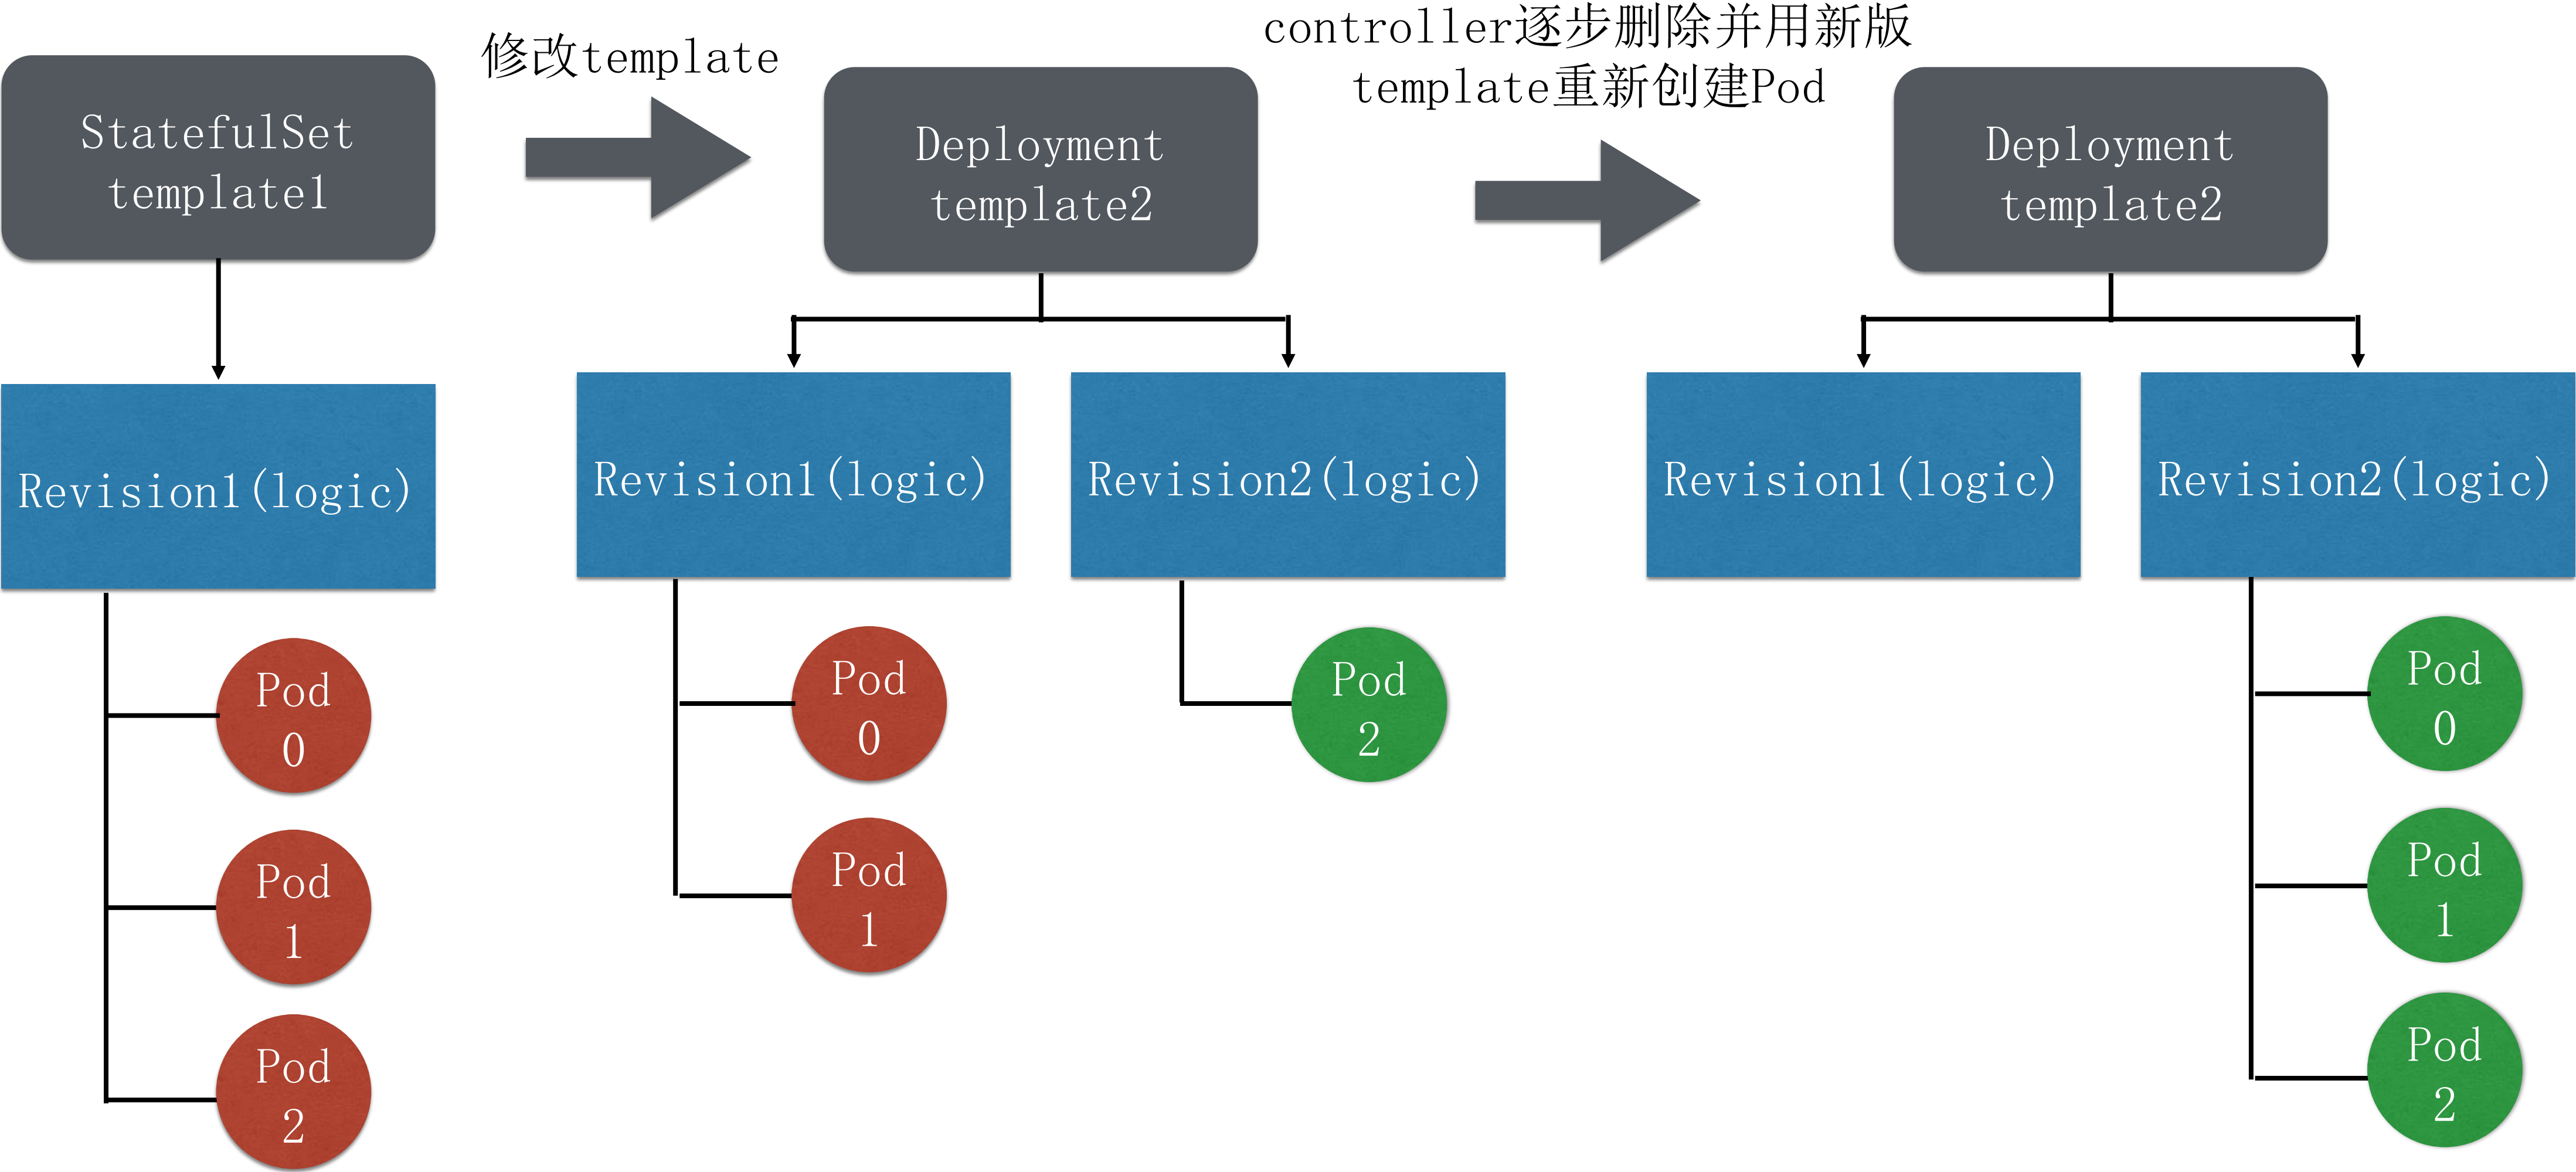 StatefulSet
template1
修改template
Deployment
template2
controller逐步删除并用新版
template重新创建Pod
Deployment
template2
Revision1(logic)
Revision1(logic)
Revision2(logic)
Revision1(logic)
Revision2(logic)
Pod
0
Pod
1
Pod
2
Pod
0
Pod
1
Pod
2
Pod
0
Pod
1
Pod
2